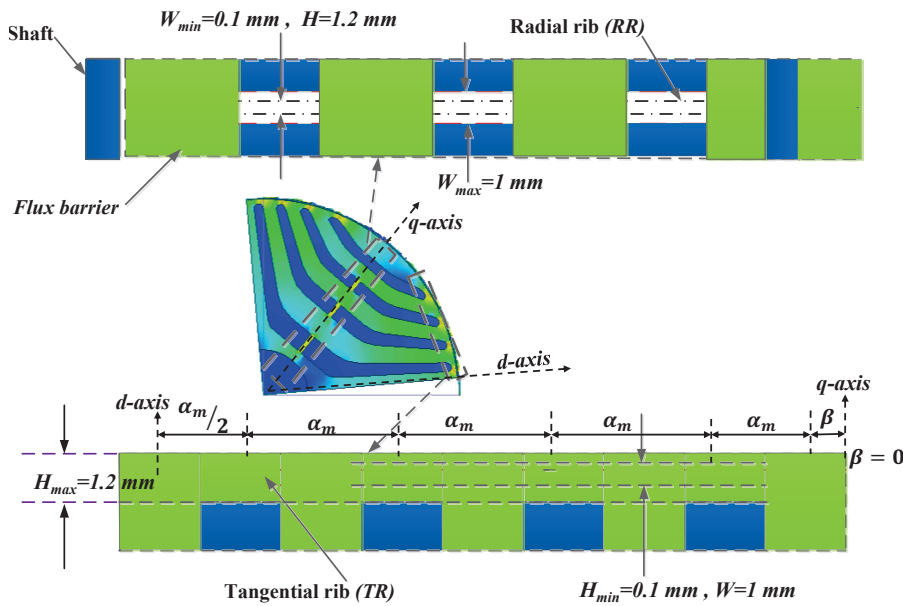 W_min=0.1 mm , H=1.2 mm
Radial rib (RR)
Shaft
W_max=1 mm
Flux barrier
q-axis
d-axis
q-axis
d-axis
α_m/2
α_m
α_m
α_m
α_m
β
β = 0
H_max=1.2 mm
Tangential rib (TR)
H_min=0.1 mm , W=1 mm